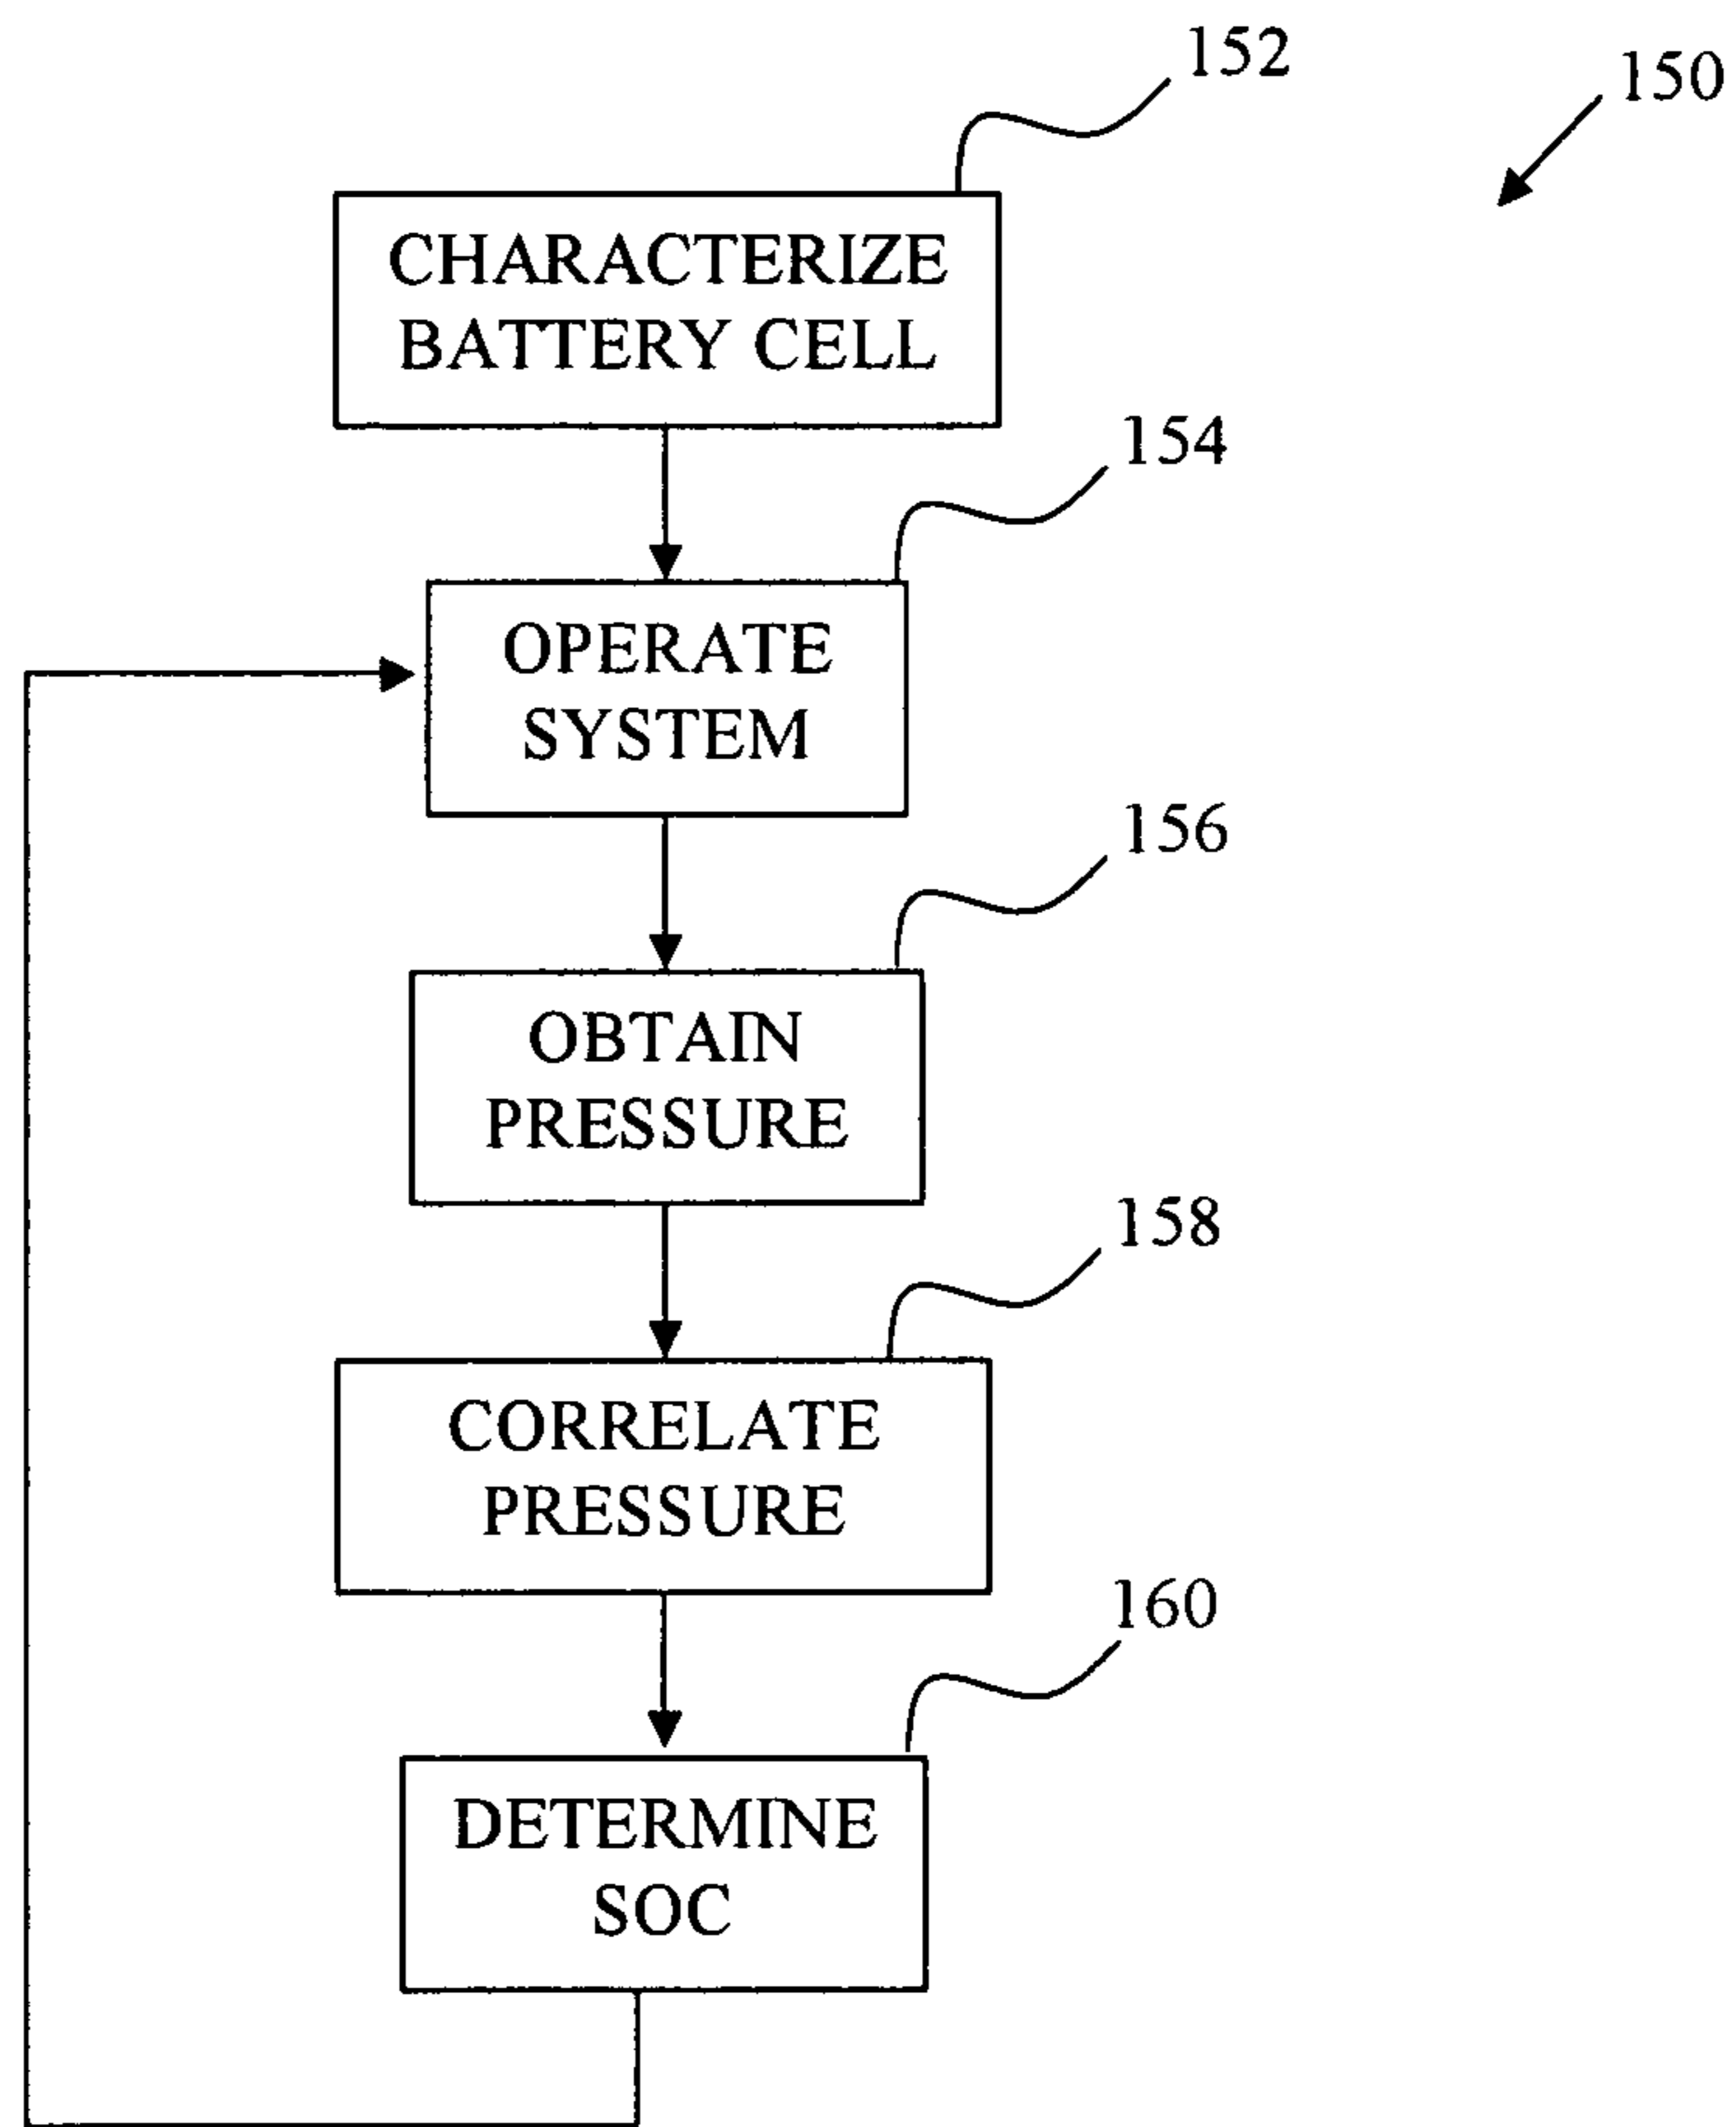 152
150
CHARACTERIZE
BATTERY CELL
154
OPERATE
SYSTEM
156
OBTAIN
PRESSURE
158
CORRELATE
PRESSURE
160
DETERMINE
SOC